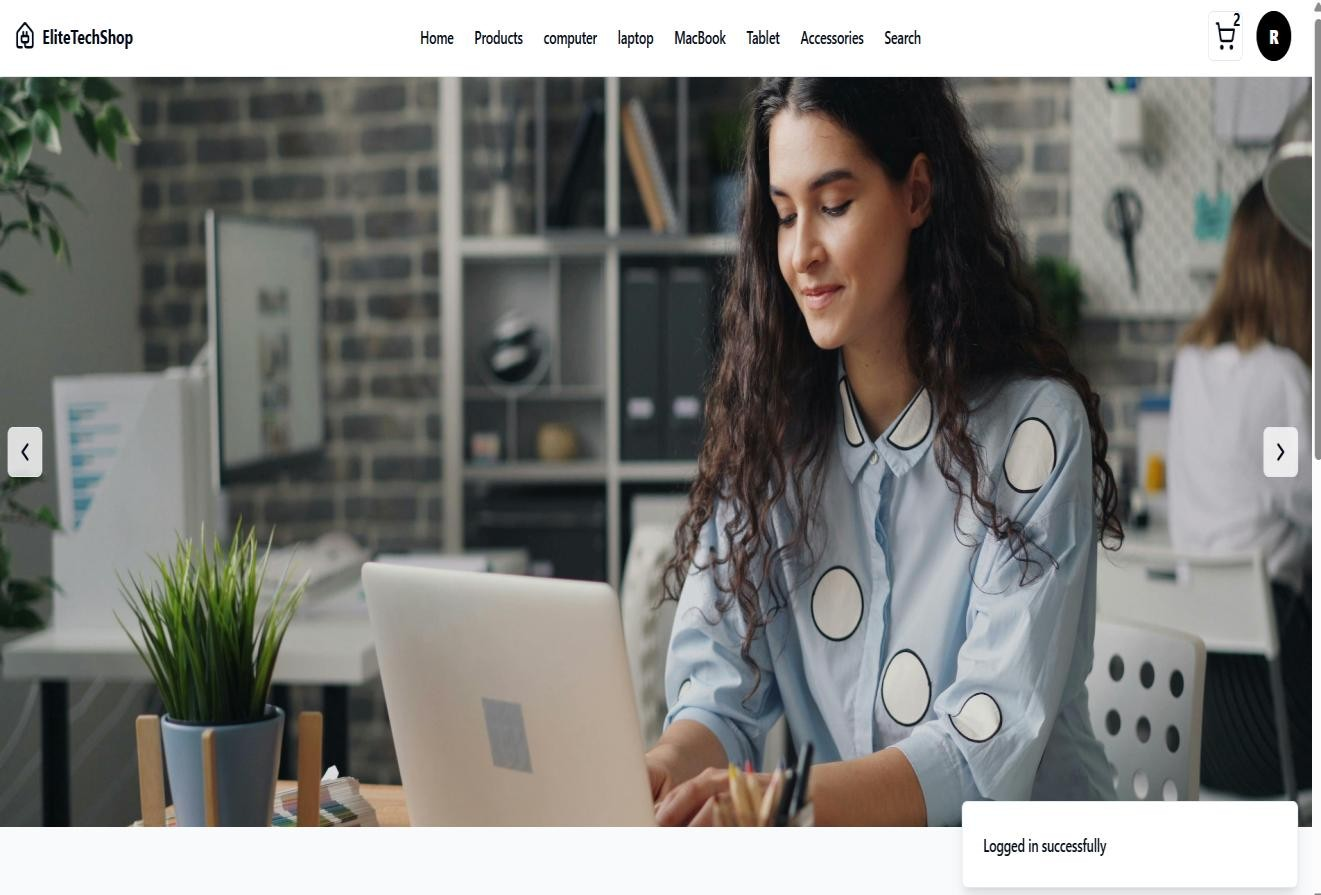 EliteTechShop
Home Products computer laptop MacBook Tablet Accessories Search
2
R
Logged in successfully